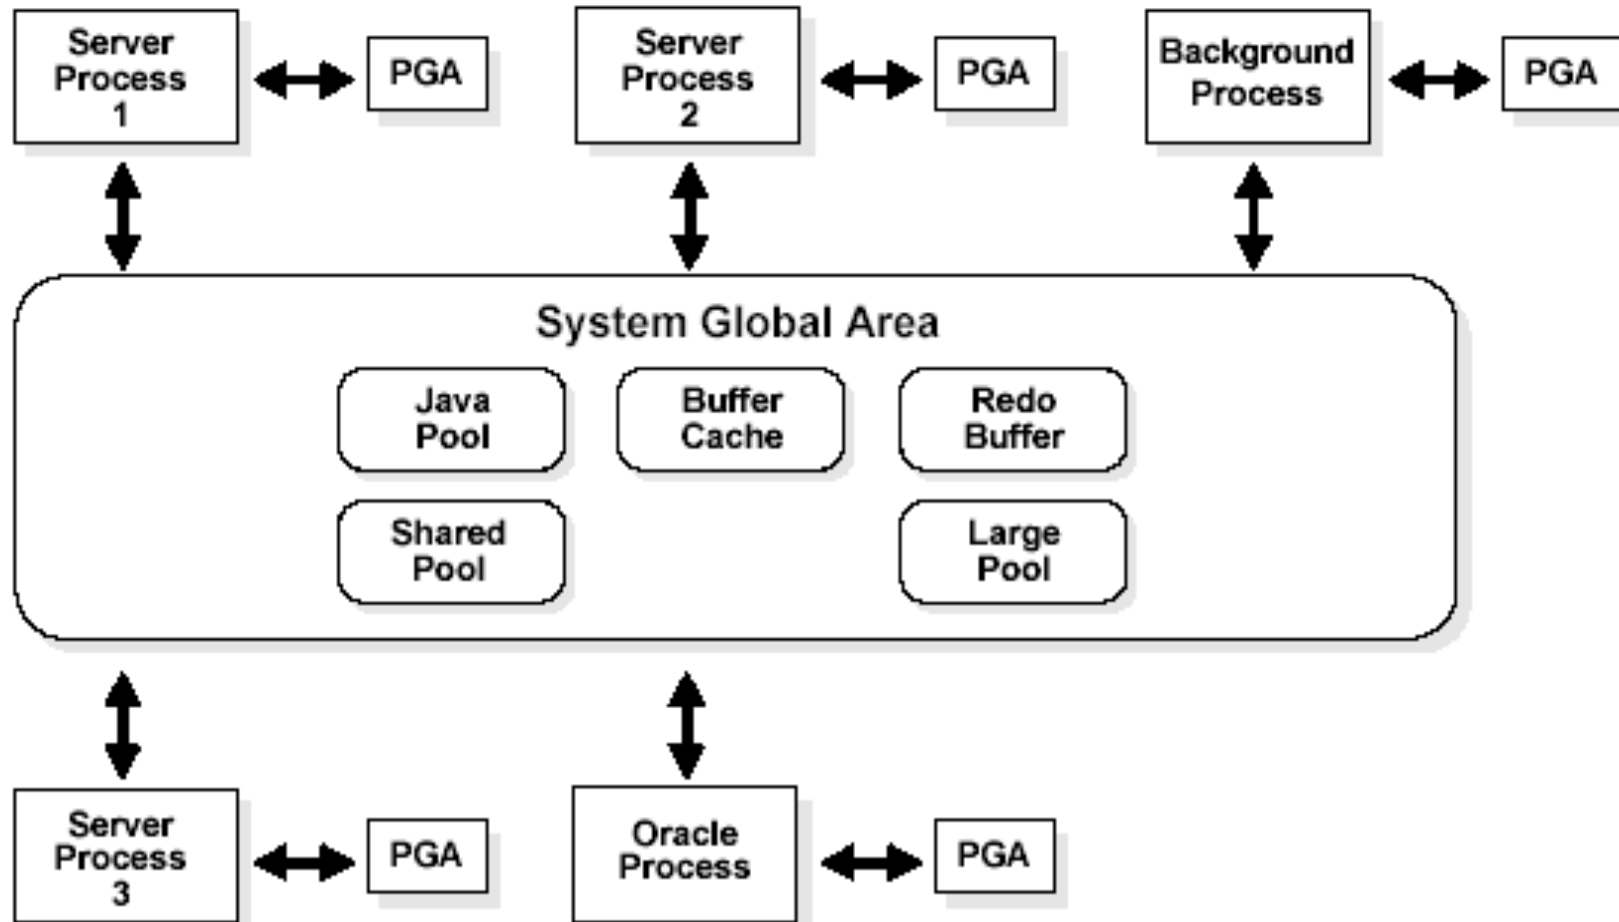 Server
Process
1
PGA
Server
Process
2
PGA
Background
Process
PGA
System Global Area
Java
Pool
Buffer
Cache
Redo
Buffer
Shared
Pool
Large
Pool
Server
Process
3
PGA
Oracle
Process
PGA